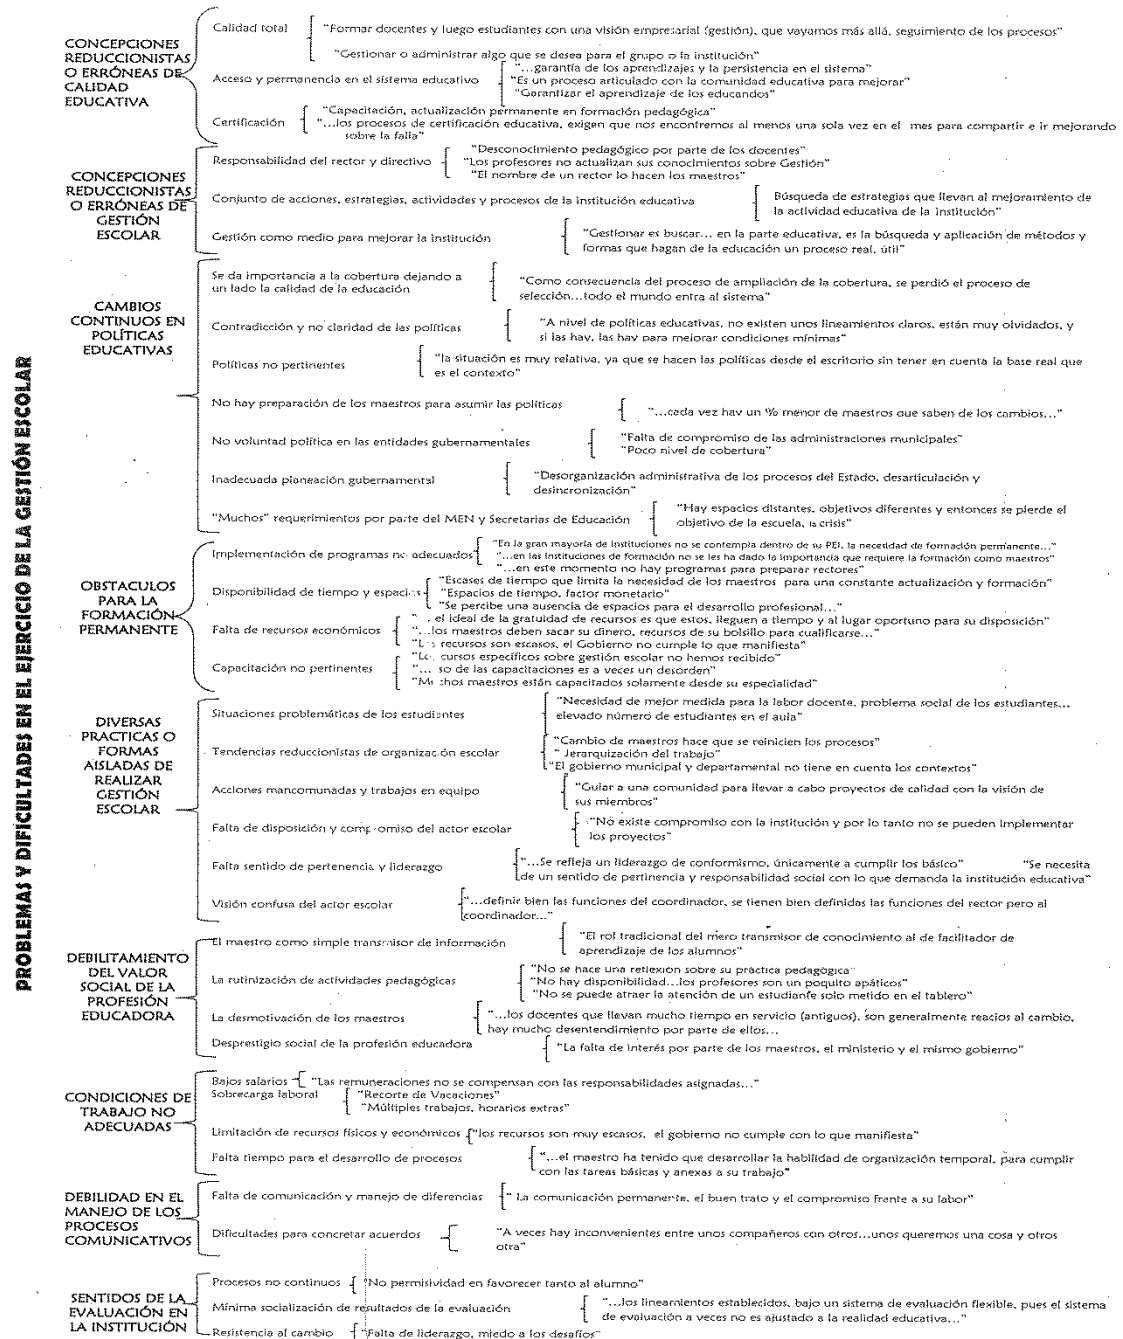 PROBLEMAS Y DIFICULTADES EN EL EJERCICIO DE LA GESTIÓN ESCOLAR
CONCEPCIONES
REDUCCIONISTAS
O ERRÓNEAS DE
CALIDAD
EDUCATIVA
Calidad total
"Formar docentes y luego estudiantes con una visión empresarial (gestión), que vayamos más allá, seguimiento de los procesos"
"Gestionar o administrar algo que se desea para el grupo o la institución"
Acceso y permanencia en el sistema educativo
"...garantía de los aprendizajes y la persistencia en el sistema"
"Es un proceso articulado con la comunidad educativa para mejorar"
"Garantizar el aprendizaje de los educandos"
Certificación
"Capacitación, actualización permanente en formación pedagógica"
"...los procesos de certificación educativa, exigen que nos encontremos al menos una sola vez en el mes para compartir e ir mejorando
sobre la falla"
CONCEPCIONES
REDUCCIONISTAS
O ERRÓNEAS DE
GESTIÓN
ESCOLAR
Responsabilidad del rector y directivo
"Desconocimiento pedagógico por parte de los docentes"
"Los profesores no actualizan sus conocimientos sobre Gestión"
"El nombre de un rector lo hacen los maestros"
Conjunto de acciones, estrategias, actividades y procesos de la institución educativa
Búsqueda de estrategias que llevan al mejoramiento de
la actividad educativa de la institución"
Gestión como medio para mejorar la institución
"Gestionar es buscar... en la parte educativa, es la búsqueda y aplicación de métodos y
formas que hagan de la educación un proceso real, útil"
CAMBIOS
CONTINUOS EN
POLÍTICAS
EDUCATIVAS
Se da importancia a la cobertura dejando a
un lado la calidad de la educación
"Como consecuencia del proceso de ampliación de la cobertura, se perdió el proceso de
selección...todo el mundo entra al sistema"
Contradicción y no claridad de las políticas
"A nivel de políticas educativas, no existen unos lineamientos claros, están muy olvidados, y
si las hay, las hay para mejorar condiciones mínimas"
Políticas no pertinentes
"la situación es muy relativa, ya que se hacen las políticas desde el escritorio sin tener en cuenta la base real que
es el contexto"
No hay preparación de los maestros para asumir las políticas
"...cada vez hay un % menor de maestros que saben de los cambios..."
No voluntad política en las entidades gubernamentales
"Falta de compromiso de las administraciones municipales"
"Poco nivel de cobertura"
Inadecuada planeación gubernamental
"Desorganización administrativa de los procesos del Estado, desarticulación y
desincronización"
"Muchos" requerimientos por parte del MEN y Secretarias de Educación
"Hay espacios distantes, objetivos diferentes y entonces se pierde el
objetivo de la escuela, la crisis"
OBSTACULOS
PARA LA
FORMACIÓN
PERMANENTE
Implementación de programas no adecuados
"En la gran mayoría de instituciones no se contempla dentro de su PEI, la necesidad de formación permanente..."
"...en las instituciones de formación no se les ha dado la importancia que requiere la formación como maestros"
"...en este momento no hay programas para preparar rectores"
Disponibilidad de tiempo y espacios
"Escases de tiempo que limita la necesidad de los maestros para una constante actualización y formación"
"Espacios de tiempo, factor monetario"
"Se percibe una ausencia de espacios para el desarrollo profesional..."
Falta de recursos económicos
el ideal de la gratuidad de recursos es que estos, lleguen a tiempo y al lugar oportuno para su disposición"
"...los maestros deben sacar su dinero, recursos de su bolsillo para cualificarse..."
"Los recursos son escasos, el Gobierno no cumple lo que manifiesta"
Capacitación no pertinentes
cursos específicos sobre gestión escolar no hemos recibido"
de las capacitaciones es a veces un desorden"
"Muchos maestros están capacitados solamente desde su especialidad"
DIVERSAS
PRACTICAS O
FORMAS
AISLADAS DE
REALIZAR
GESTIÓN
ESCOLAR
Situaciones problemáticas de los estudiantes
"Necesidad de mejor medida para la labor docente, problema social de los estudiantes...
elevado número de estudiantes en el aula"
Tendencias reduccionistas de organización escolar
"Cambio de maestros hace que se reinicien los procesos"
" Jerarquización del trabajo"
"El gobierno municipal y departamental no tiene en cuenta los contextos"
Acciones mancomunadas y trabajos en equipo
"Guiar a una comunidad para llevar a cabo proyectos de calidad con la visión de
sus miembros"
Falta de disposición y compromiso del actor escolar
"No existe compromiso con la institución y por lo tanto no se pueden implementar
los proyectos"
Falta sentido de pertenencia y liderazgo
"...Se refleja un liderazgo de conformismo, únicamente a cumplir los básico" "Se necesita
de un sentido de pertinencia y responsabilidad social con lo que demanda la institución educativa"
Visión confusa del actor escolar
"...definir bien las funciones del coordinador, se tienen bien definidas las funciones del rector pero al
coordinador..."
DEBILITAMIENTO
DEL VALOR
SOCIAL DE LA
PROFESIÓN
EDUCADORA
El maestro como simple transmisor de información
"El rol tradicional del mero transmisor de conocimiento al de facilitador de
aprendizaje de los alumnos"
La rutinización de actividades pedagógicas
"No se hace una reflexión sobre su práctica pedagógica"
"No hay disponibilidad...los profesores son un poquito apáticos"
"No se puede atraer la atención de un estudiante solo metido en el tablero"
La desmotivación de los maestros
"...los docentes que llevan mucho tiempo en servicio (antiguos), son generalmente reacios al cambio,
hay mucho desentendimiento por parte de ellos...
Desprestigio social de la profesión educadora
"La falta de interés por parte de los maestros, el ministerio y el mismo gobierno"
CONDICIONES DE
TRABAJO NO
ADECUADAS
Bajos salarios
"Las remuneraciones no se compensan con las responsabilidades asignadas..."
Sobrecarga laboral
"Recorte de Vacaciones"
"Múltiples trabajos, horarios extras"
Limitación de recursos físicos y económicos
"los recursos son muy escasos, el gobierno no cumple con lo que manifiesta"
Falta tiempo para el desarrollo de procesos
"...el maestro ha tenido que desarrollar la habilidad de organización temporal, para cumplir
con las tareas básicas y anexas a su trabajo"
DEBILIDAD EN EL
MANEJO DE LOS
PROCESOS
COMUNICATIVOS
Falta de comunicación y manejo de diferencias
" La comunicación permanente, el buen trato y el compromiso frente a su labor"
Dificultades para concretar acuerdos
"A veces hay inconvenientes entre unos compañeros con otros...unos queremos una cosa y otros
otra"
SENTIDOS DE LA
EVALUACIÓN EN
LA INSTITUCIÓN
Procesos no continuos
"No permisividad en favorecer tanto al alumno"
Mínima socialización de resultados de la evaluación
"...los lineamientos establecidos, bajo un sistema de evaluación flexible, pues el sistema
de evaluación a veces no es ajustado a la realidad educativa..."
Resistencia al cambio
"Falta de liderazgo, miedo a los desafíos"